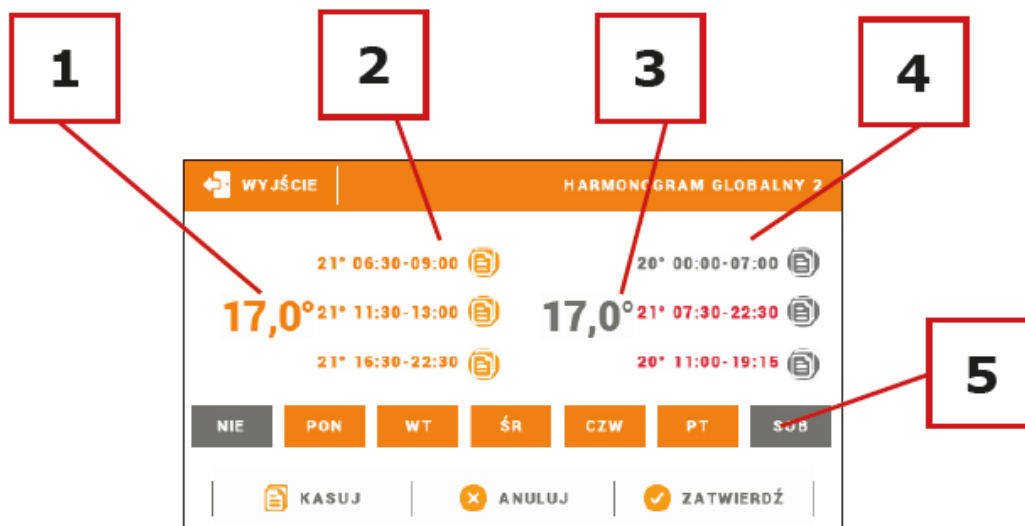 1 2 3 4
WYJŚCIE HARMONOGRAM GLOBALNY 2
21° 06:30-09:00 20° 00:00-07:00
17,0° 21° 11:30-13:00 17,0° 21° 07:30-22:30
21° 16:30-22:30 20° 11:00-19:15
5
NIE PON WT ŚR CZW PT SOB
KASUJ ANULUJ ZATWIERDŹ